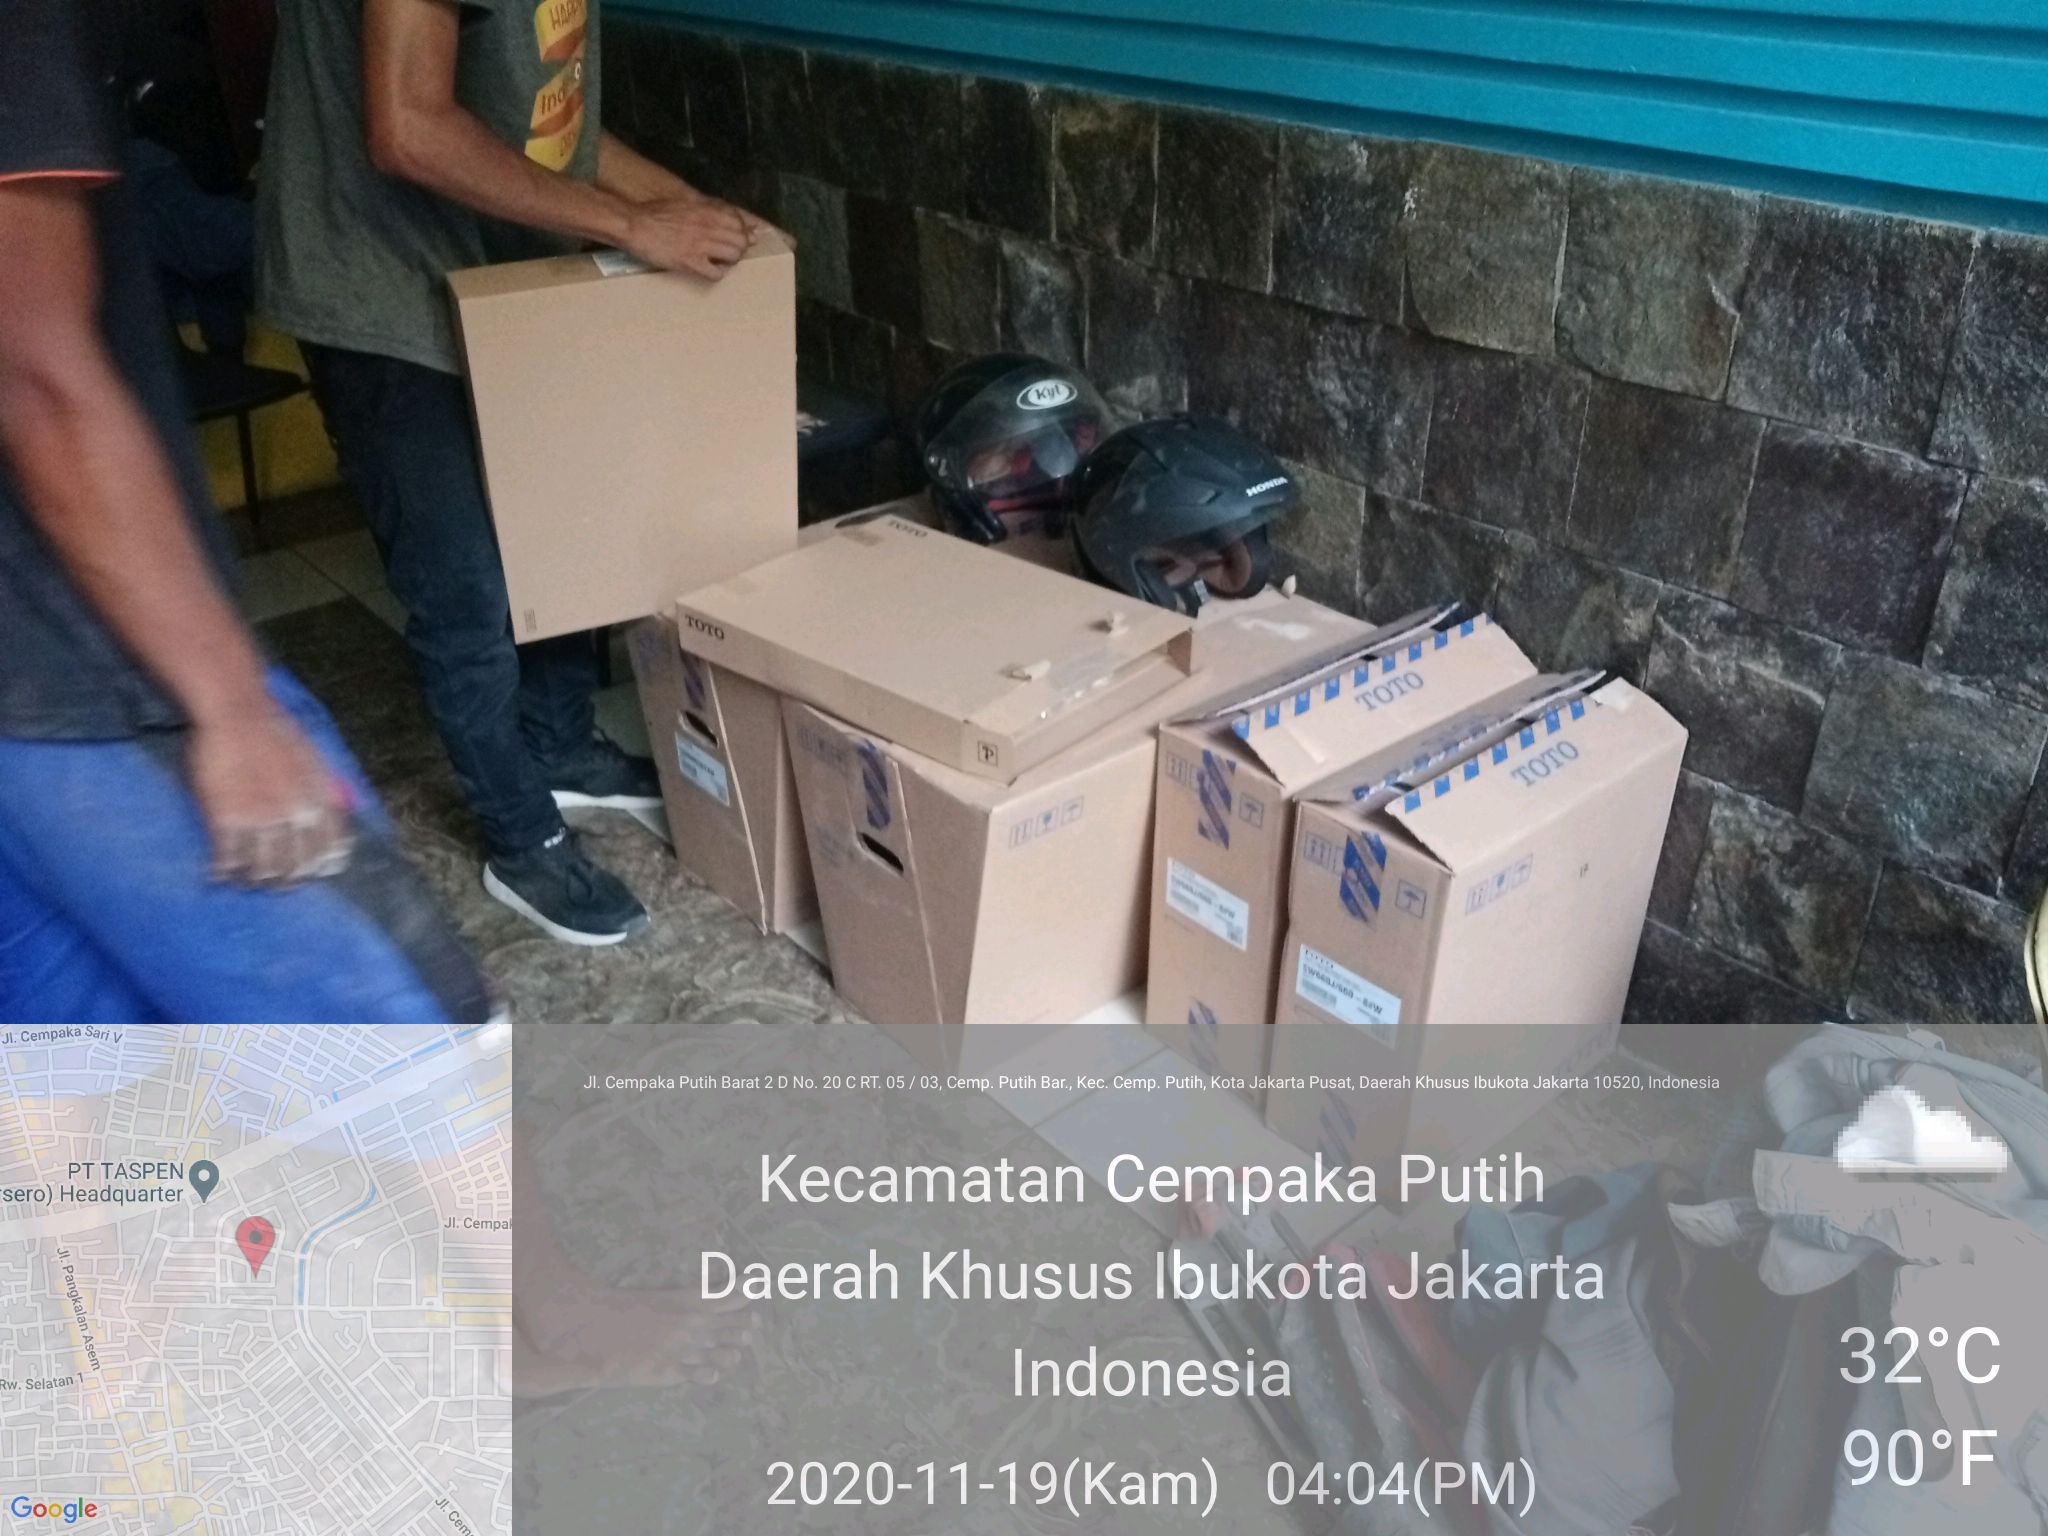 HAPPY
Kyt
HONDA
TOTO
TOTO
TOTO
TOTO
Jl. Cempaka Sari V
PT TASPEN
rsero) Headquarter
Jl. Cempak
Jl. Pangkalan Asem
Rw. Selatan 1
Jl. Cem
Google
Jl. Cempaka Putih Barat 2 D No. 20 C RT. 05 / 03, Cemp. Putih Bar., Kec. Cemp. Putih, Kota Jakarta Pusat, Daerah Khusus Ibukota Jakarta 10520, Indonesia
Kecamatan Cempaka Putih
Daerah Khusus Ibukota Jakarta
Indonesia
2020-11-19(Kam) 04:04(PM)
32°C
90°F